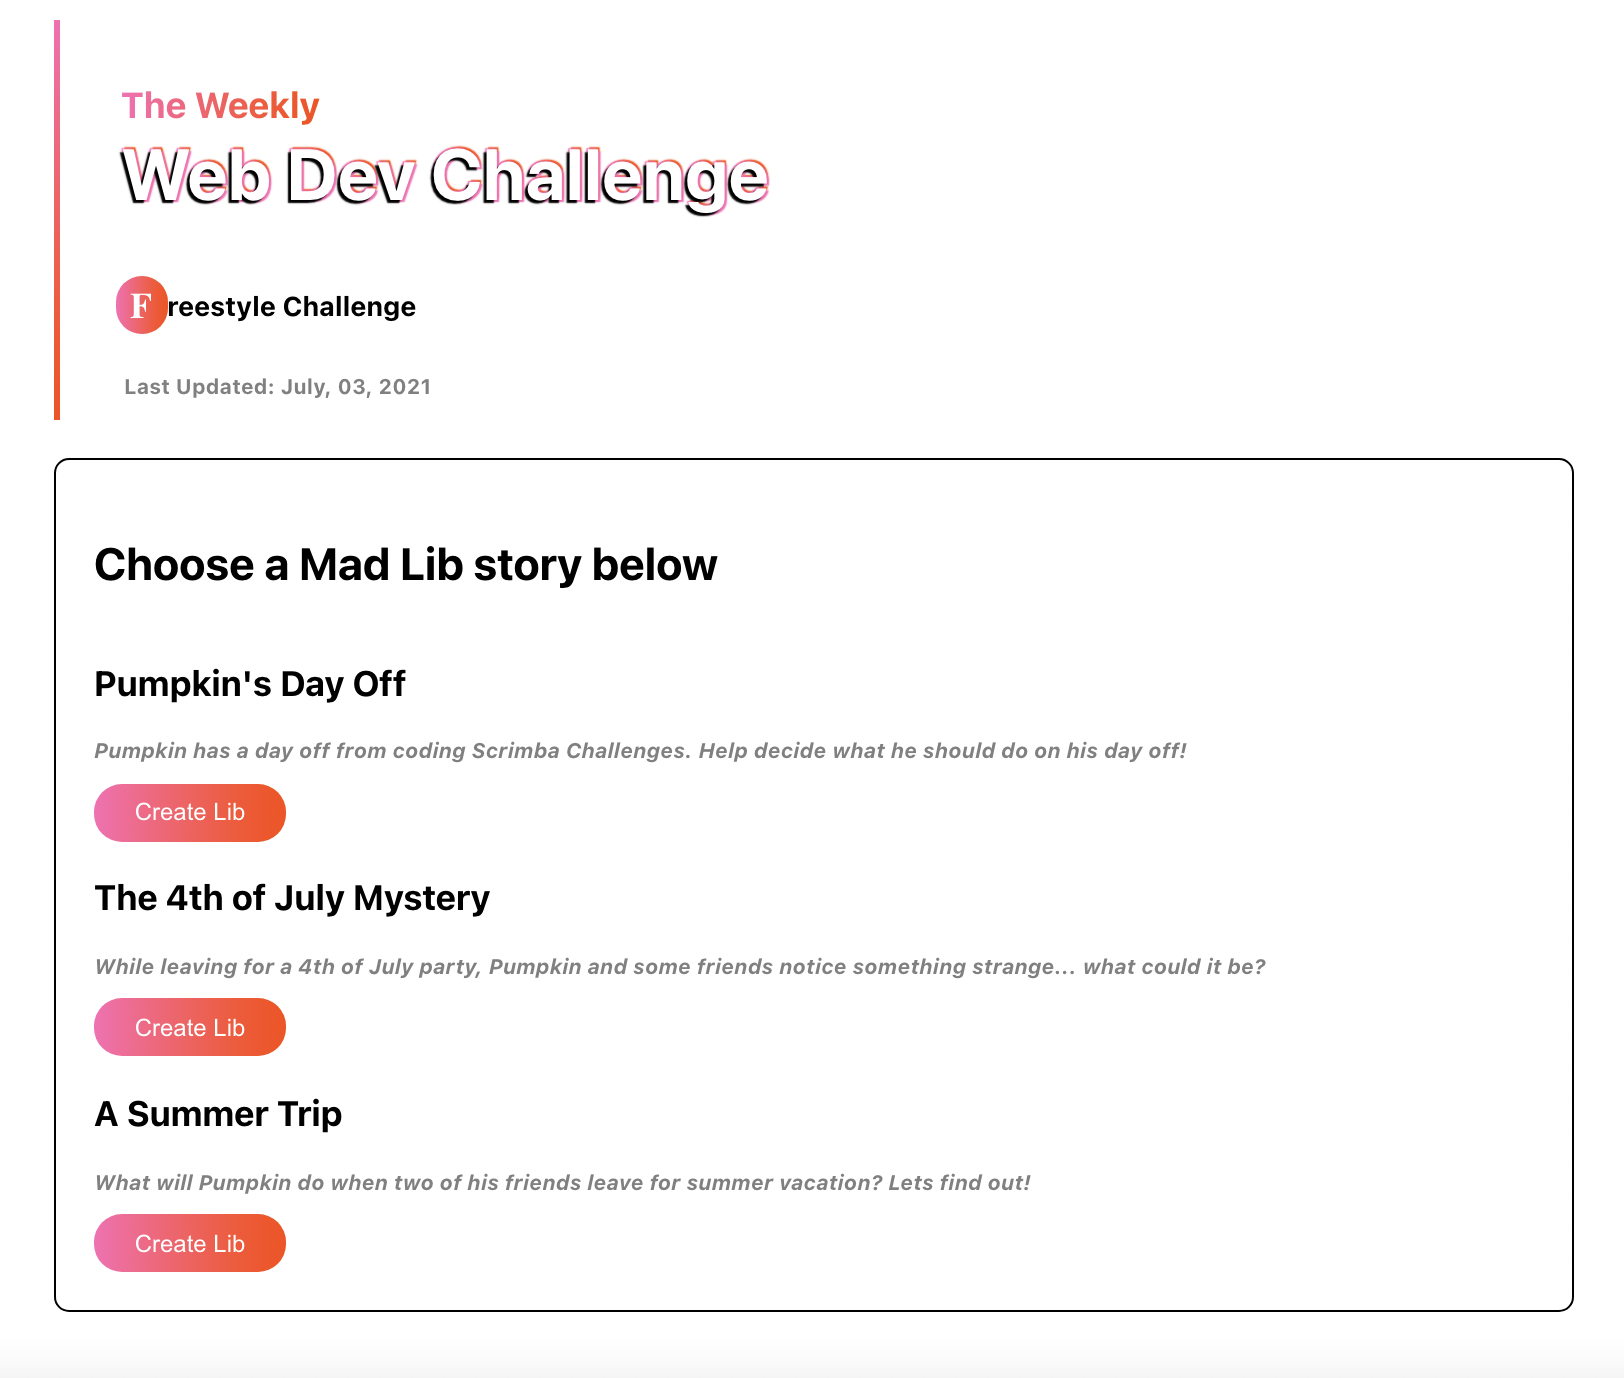 The Weekly
Web Dev Challenge
Freestyle Challenge
Last Updated: July, 03, 2021
Choose a Mad Lib story below
Pumpkin's Day Off
Pumpkin has a day off from coding Scrimba Challenges. Help decide what he should do on his day off!
Create Lib
The 4th of July Mystery
While leaving for a 4th of July party, Pumpkin and some friends notice something strange... what could it be?
Create Lib
A Summer Trip
What will Pumpkin do when two of his friends leave for summer vacation? Lets find out!
Create Lib